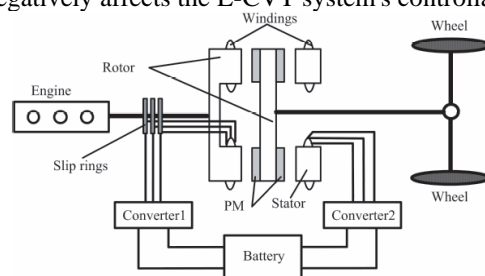 negatively affects the E-CVT system's controlla
Windings
Wheel
Rotor
Engine
Slip rings
PM
Stator
Wheel
Converter1
Converter2
Battery